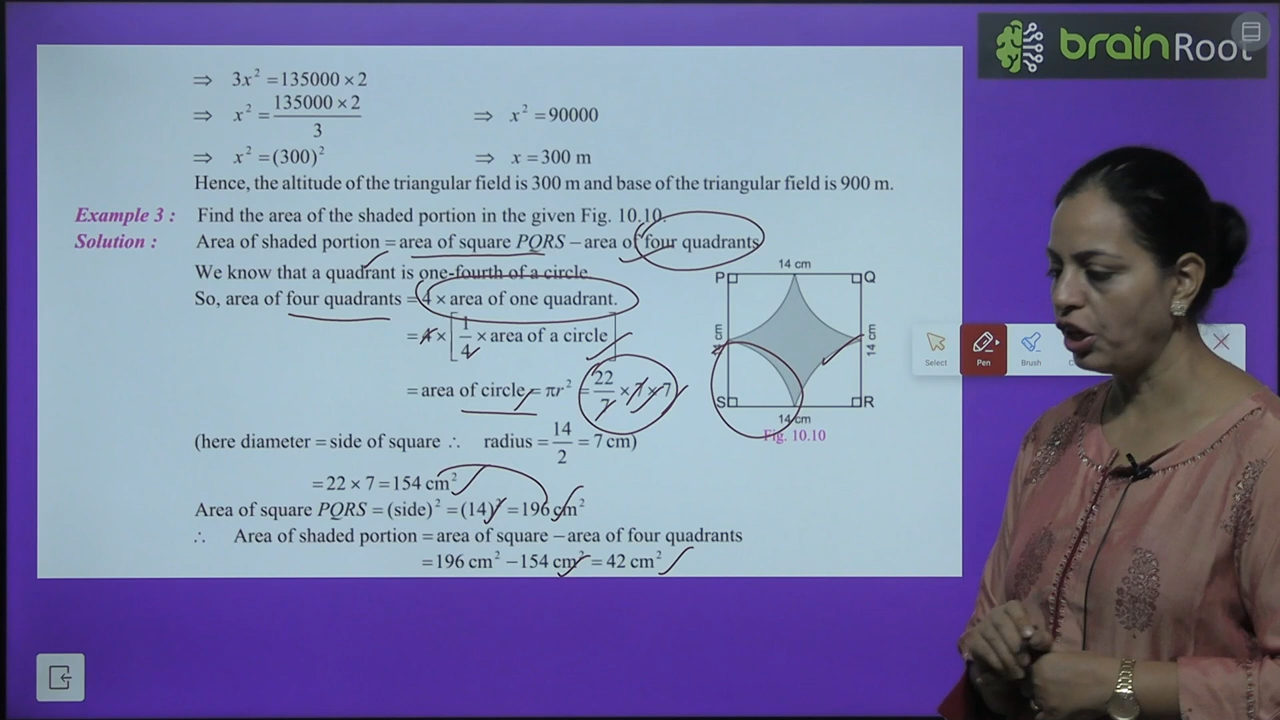 brainRoot
⇒ 3x² = 135000 × 2
⇒ x² = 135000 × 2 / 3 ⇒ x² = 90000
⇒ x² = (300)² ⇒ x = 300 m
Hence, the altitude of the triangular field is 300 m and base of the triangular field is 900 m.
Example 3 : Find the area of the shaded portion in the given Fig. 10.10.
Solution : Area of shaded portion = area of square PQRS – area of four quadrants
We know that a quadrant is one-fourth of a circle
So, area of four quadrants = 4 × area of one quadrant.
= 4 × [1/4 × area of a circle]
= area of circle = πr² = 22/7 × 7 × 7
(here diameter = side of square ∴ radius = 14/2 = 7 cm)
= 22 × 7 = 154 cm²
Area of square PQRS = (side)² = (14)² = 196 cm²
∴ Area of shaded portion = area of square – area of four quadrants
= 196 cm² – 154 cm² = 42 cm²
14 cm
P Q
cm 14 cm
S R
14 cm
Fig. 10.10
Select Pen Brush